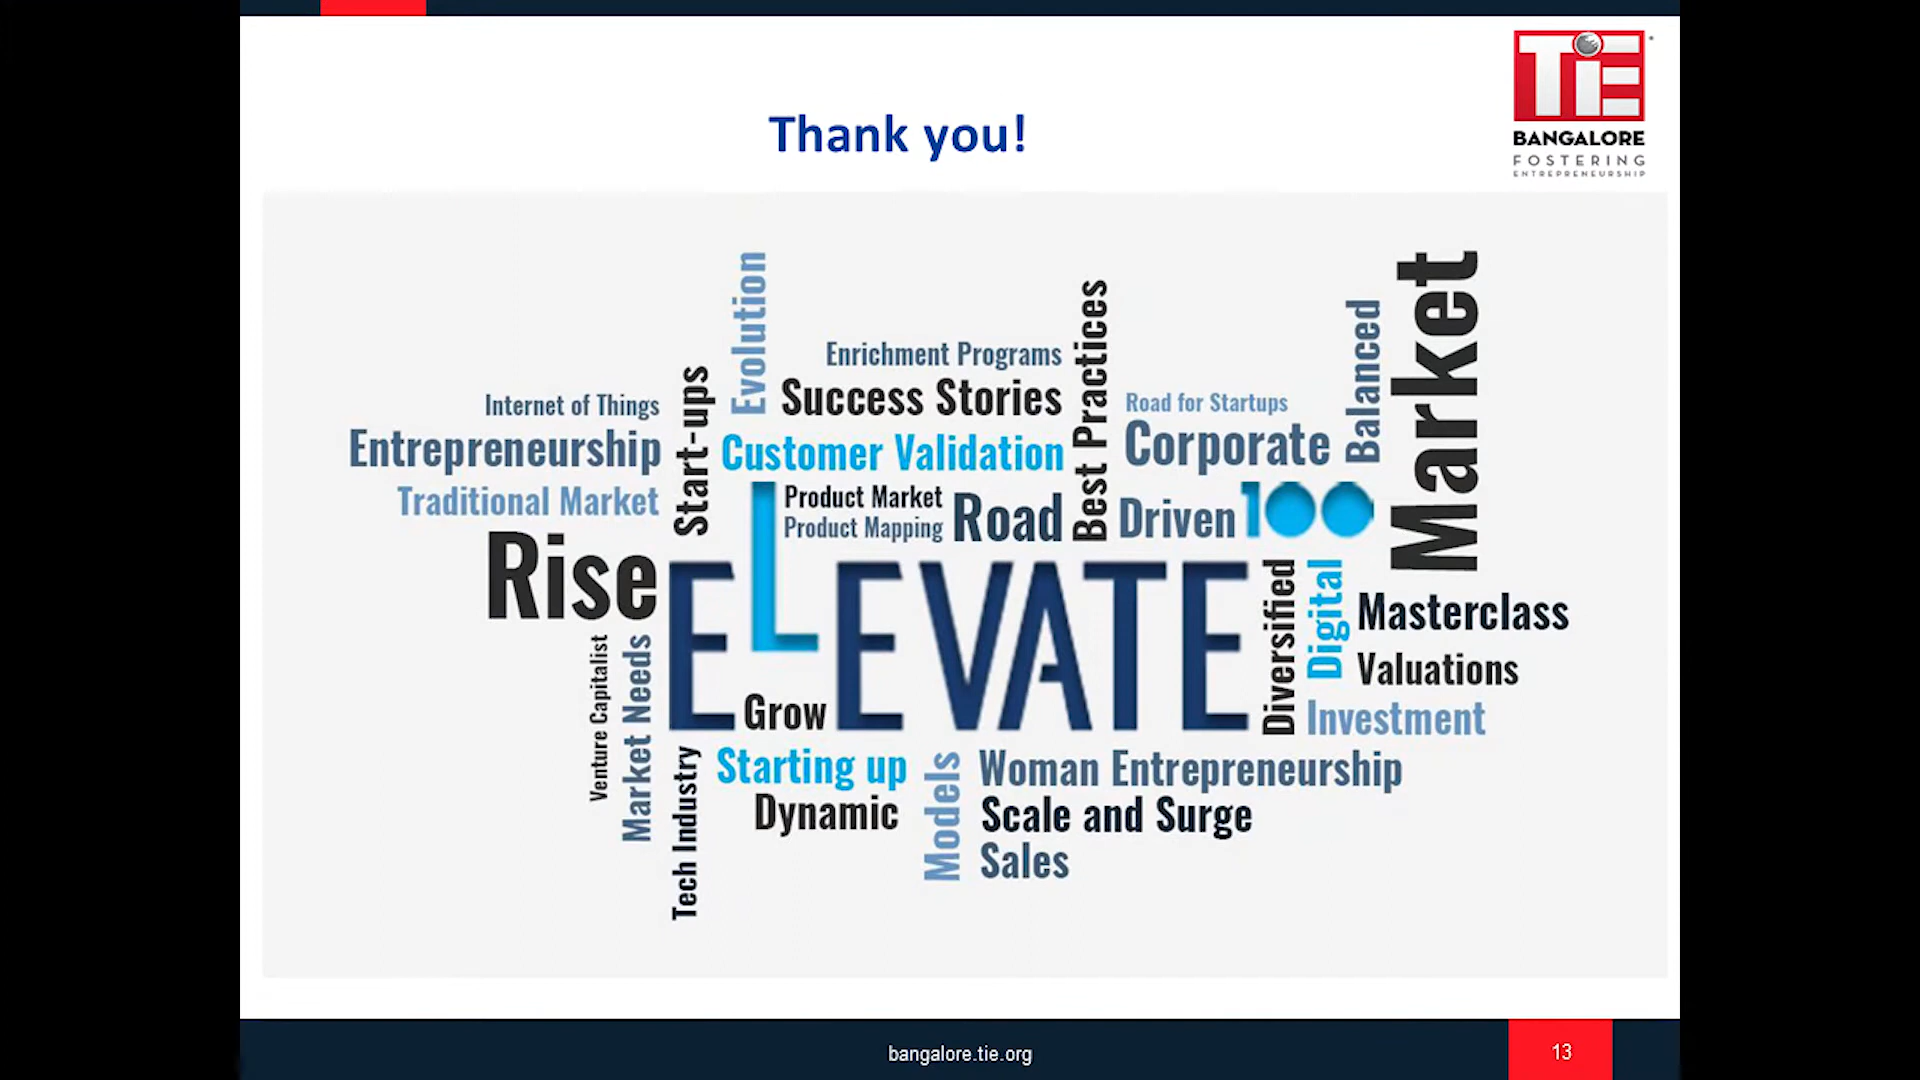 TiE
BANGALORE
FOSTERING
ENTREPRENEURSHIP
Thank you!
Evolution
Enrichment Programs
Success Stories
Best Practices
Balanced
Market
Internet of Things
Start-ups
Road for Startups
Entrepreneurship
Customer Validation
Corporate
Traditional Market
Product Market
Product Mapping
Road
Driven
100
Rise
ELEVATE
Diversified
Digital
Masterclass
Valuations
Investment
Venture Capitalist
Market Needs
Grow
Tech Industry
Starting up
Dynamic
Models
Woman Entrepreneurship
Scale and Surge
Sales
bangalore.tie.org
13